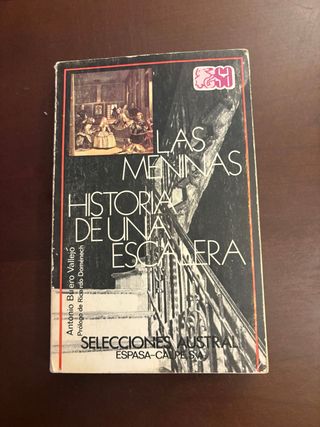 LAS
MENINAS
HISTORIA
DE UNA
ESCALERA
Antonio Buero Vallejo
Prólogo de Ricardo Doménech
SELECCIONES AUSTRAL
ESPASA-CALPE, S.A.